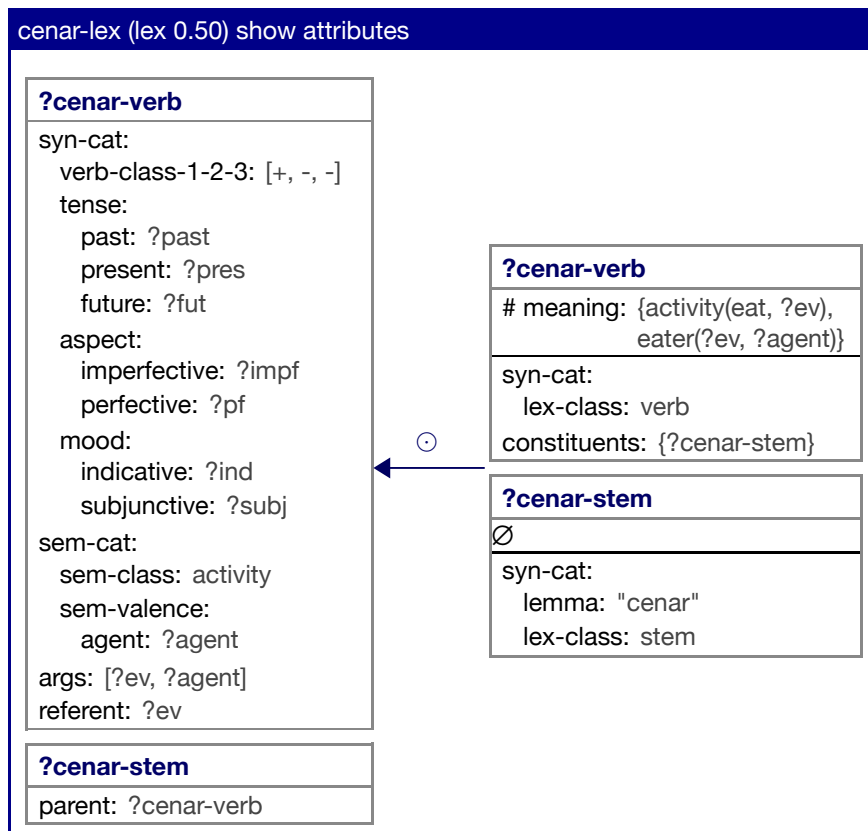 cenar-lex (lex 0.50) show attributes
?cenar-verb
syn-cat:
verb-class-1-2-3: [+, -, -]
tense:
past: ?past
present: ?pres
future: ?fut
aspect:
imperfective: ?impf
perfective: ?pf
mood:
indicative: ?ind
subjunctive: ?subj
sem-cat:
sem-class: activity
sem-valence:
agent: ?agent
args: [?ev, ?agent]
referent: ?ev
?cenar-stem
parent: ?cenar-verb
⊙
?cenar-verb
# meaning: {activity(eat, ?ev),
eater(?ev, ?agent)}
syn-cat:
lex-class: verb
constituents: {?cenar-stem}
?cenar-stem
∅
syn-cat:
lemma: "cenar"
lex-class: stem